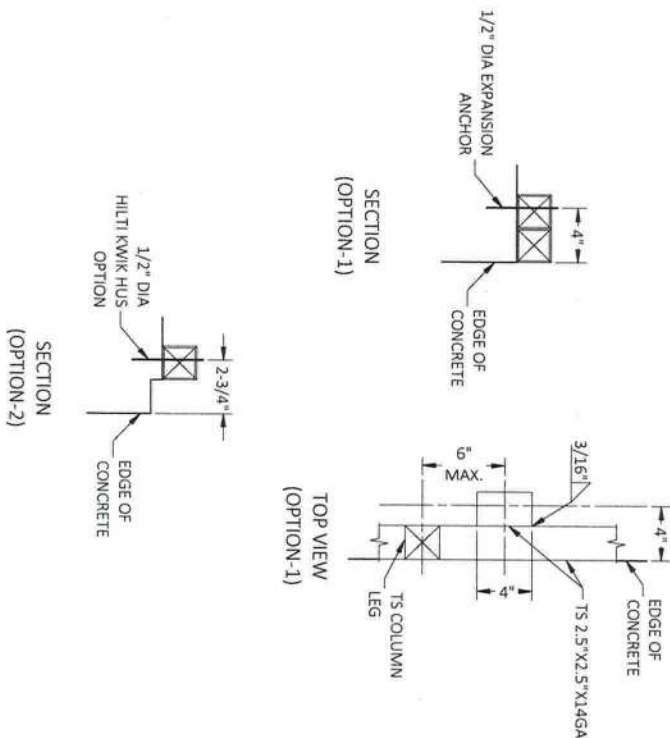 1/2" DIA EXPANSION
ANCHOR
4"
EDGE OF
CONCRETE
SECTION
(OPTION-1)
3/16"
6"
MAX.
4"
EDGE OF
CONCRETE
TS 2.5"X2.5"X14GA
4"
TS COLUMN
LEG
TOP VIEW
(OPTION-1)
2-3/4"
1/2" DIA
HILTI KWIK HUS
OPTION
EDGE OF
CONCRETE
SECTION
(OPTION-2)